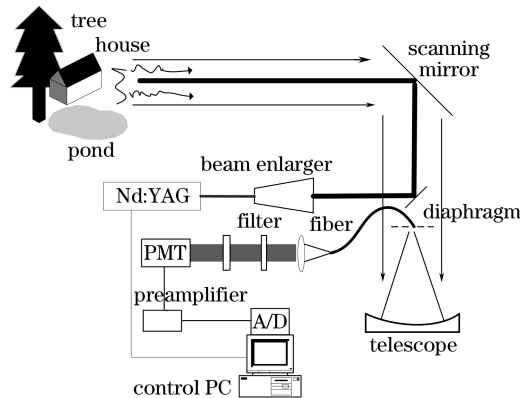 tree
house
scanning
mirror
pond
beam enlarger
Nd:YAG
diaphragm
filter
fiber
PMT
preamplifier
A/D
telescope
control PC